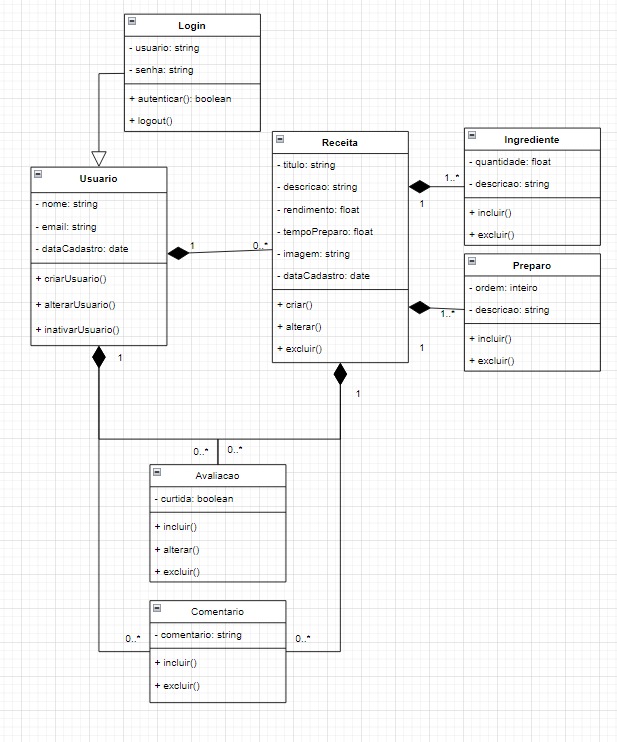 Login
- usuario: string
- senha: string
+ autenticar(): boolean
+ logout()
Usuario
- nome: string
- email: string
- dataCadastro: date
+ criarUsuario()
+ alterarUsuario()
+ inativarUsuario()
1
0..*
Receita
- titulo: string
- descricao: string
- rendimento: float
- tempoPreparo: float
- imagem: string
- dataCadastro: date
+ criar()
+ alterar()
+ excluir()
1..*
1
Ingrediente
- quantidade: float
- descricao: string
+ incluir()
+ excluir()
1..*
1
Preparo
- ordem: inteiro
- descricao: string
+ incluir()
+ excluir()
1
1
0..*
0..*
Avaliacao
- curtida: boolean
+ incluir()
+ alterar()
+ excluir()
0..*
0..*
Comentario
- comentario: string
+ incluir()
+ excluir()